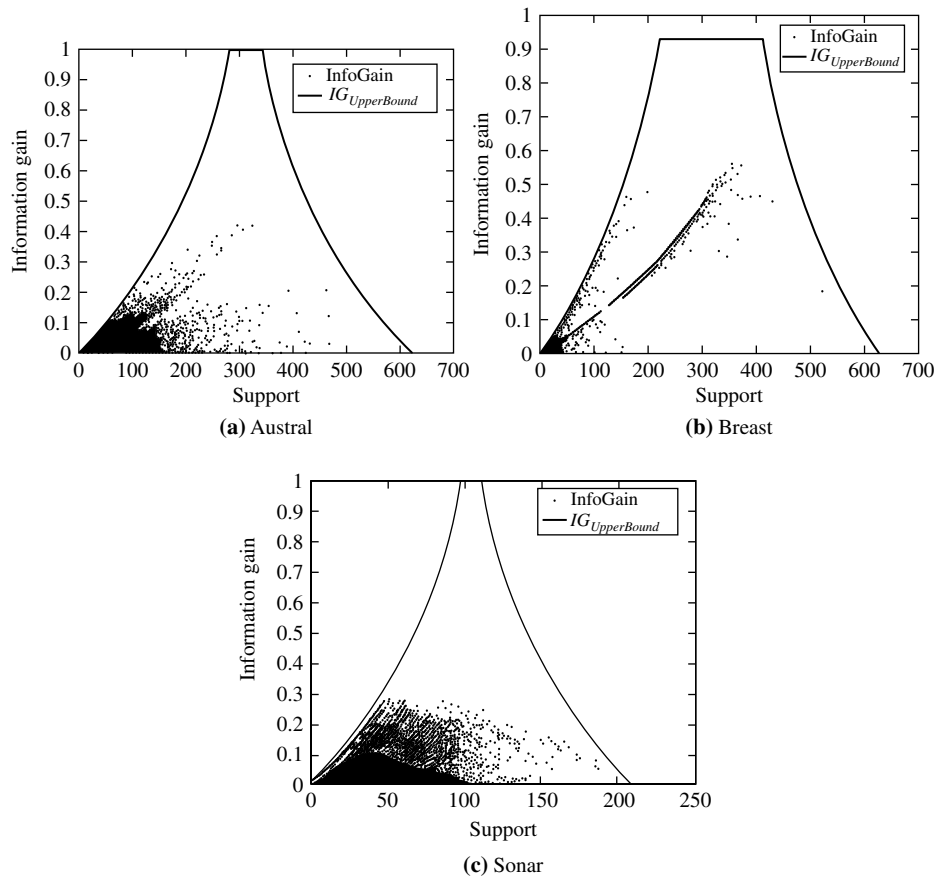 1
0.9
0.8
0.7
0.6
0.5
0.4
0.3
0.2
0.1
0
Information gain
InfoGain
IG_UpperBound
0 100 200 300 400 500 600 700
Support
(a) Austral
1
0.9
0.8
0.7
0.6
0.5
0.4
0.3
0.2
0.1
0
Information gain
InfoGain
IG_UpperBound
0 100 200 300 400 500 600 700
Support
(b) Breast
1
0.9
0.8
0.7
0.6
0.5
0.4
0.3
0.2
0.1
0
Information gain
InfoGain
IG_UpperBound
0 50 100 150 200 250
Support
(c) Sonar